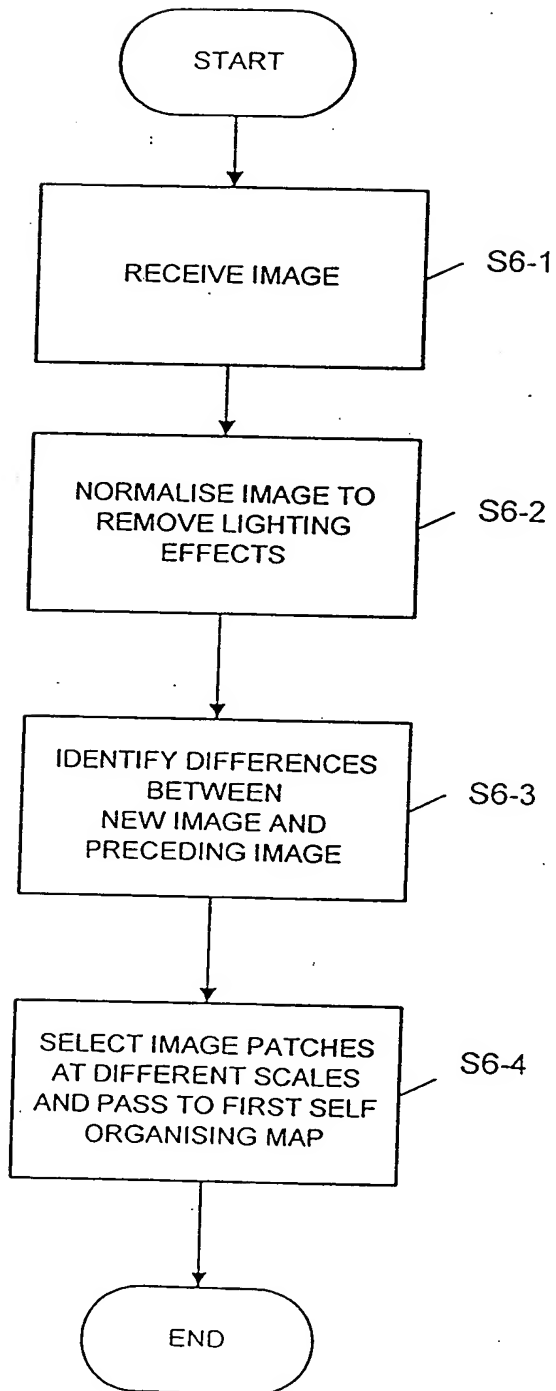 START
RECEIVE IMAGE
S6-1
NORMALISE IMAGE TO
REMOVE LIGHTING
EFFECTS
S6-2
IDENTIFY DIFFERENCES
BETWEEN
NEW IMAGE AND
PRECEDING IMAGE
S6-3
SELECT IMAGE PATCHES
AT DIFFERENT SCALES
AND PASS TO FIRST SELF
ORGANISING MAP
S6-4
END